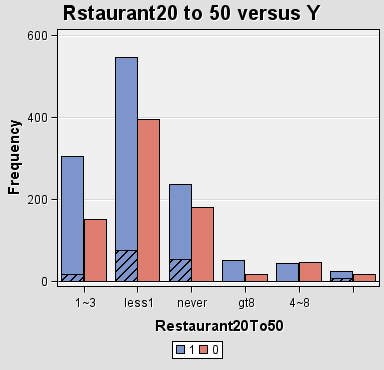 Rstaurant20 to 50 versus Y
600
400
200
0
Frequency
1~3 less1 never gt8 4~8
Restaurant20To50
1 0